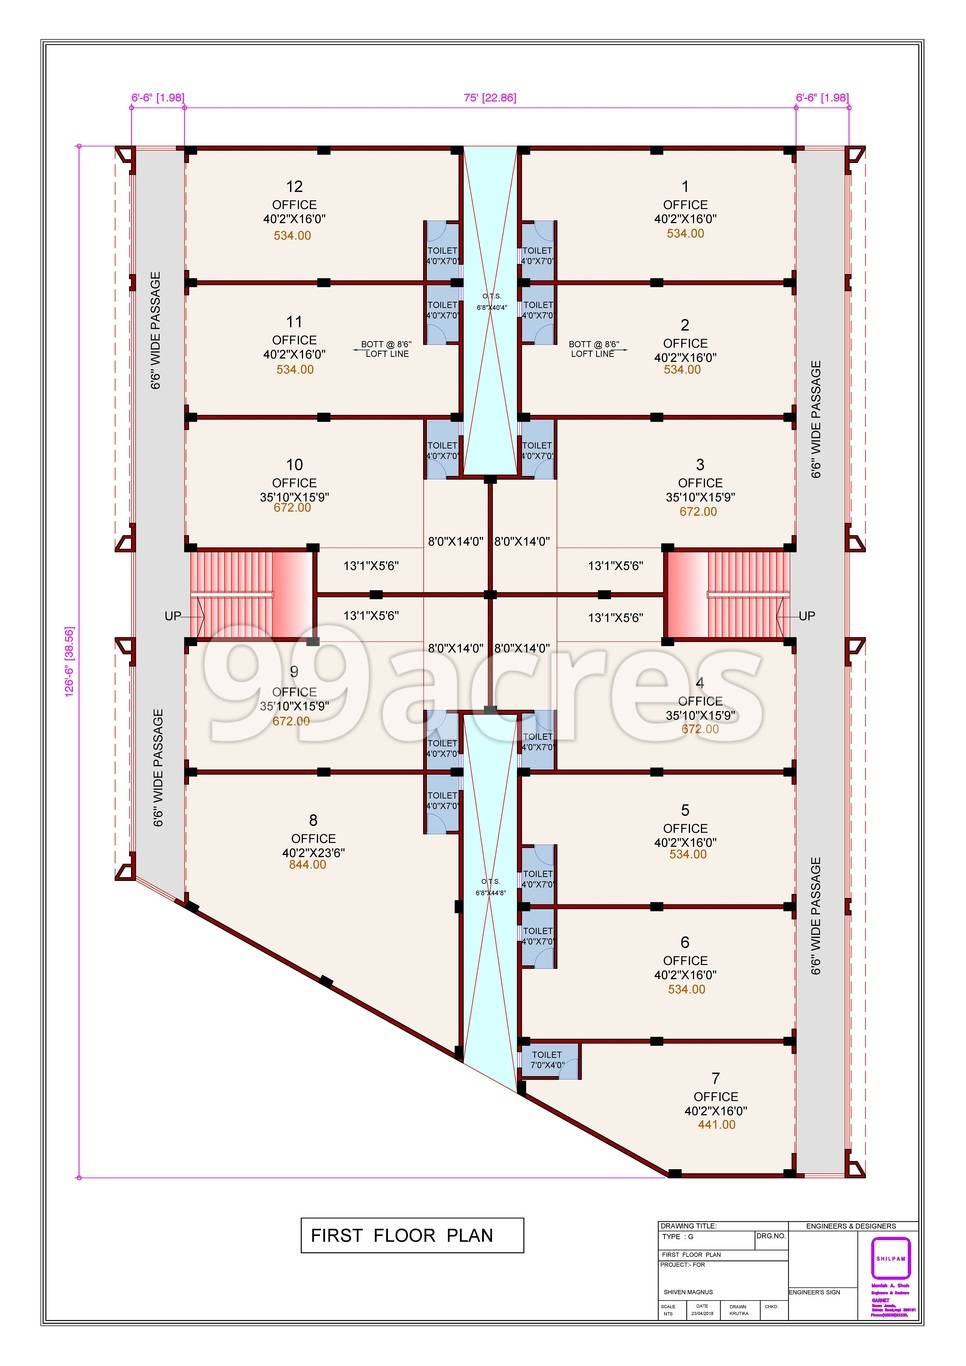 6'-6" [1.98]
75' [22.86]
6'-6" [1.98]
126'-6" [38.56]
12
OFFICE
40'2"X16'0"
534.00
1
OFFICE
40'2"X16'0"
534.00
TOILET
4'0"X7'0"
TOILET
4'0"X7'0"
6'6" WIDE PASSAGE
O.T.S.
6'8"X40'4"
TOILET
4'0"X7'0"
TOILET
4'0"X7'0"
11
OFFICE
40'2"X16'0"
534.00
BOTT @ 8'6"
LOFT LINE
BOTT @ 8'6"
LOFT LINE
2
OFFICE
40'2"X16'0"
534.00
6'6" WIDE PASSAGE
10
OFFICE
35'10"X15'9"
672.00
TOILET
4'0"X7'0"
TOILET
4'0"X7'0"
3
OFFICE
35'10"X15'9"
672.00
8'0"X14'0"
8'0"X14'0"
13'1"X5'6"
13'1"X5'6"
UP
13'1"X5'6"
13'1"X5'6"
UP
8'0"X14'0"
8'0"X14'0"
99acres
9
OFFICE
35'10"X15'9"
672.00
4
OFFICE
35'10"X15'9"
672.00
TOILET
4'0"X7'0"
TOILET
4'0"X7'0"
6'6" WIDE PASSAGE
TOILET
4'0"X7'0"
8
OFFICE
40'2"X23'6"
844.00
5
OFFICE
40'2"X16'0"
534.00
O.T.S.
6'8"X44'8"
TOILET
4'0"X7'0"
6'6" WIDE PASSAGE
TOILET
4'0"X7'0"
6
OFFICE
40'2"X16'0"
534.00
TOILET
7'0"X4'0"
7
OFFICE
40'2"X16'0"
441.00
FIRST FLOOR PLAN
DRAWING TITLE:
ENGINEERS & DESIGNERS
TYPE : G
DRG.NO.
FIRST FLOOR PLAN
PROJECT:- FOR
SHIVEN MAGNUS
ENGINEER'S SIGN
SCALE
DATE
DRAWN
CHKD.
NTS
23/04/2018
KRUTIKA
SHILPAM
Manish A. Shah
Engineers & Desiners
GARNET